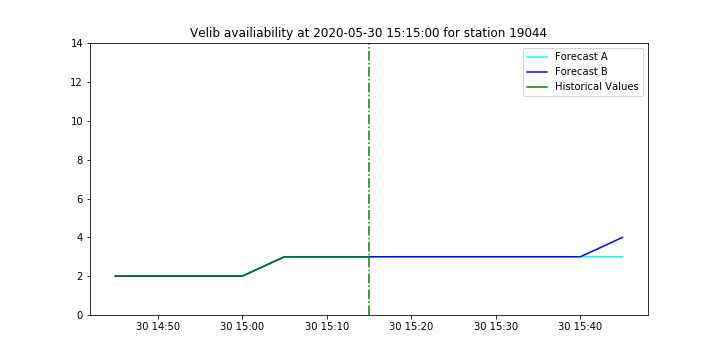 Velib availiability at 2020-05-30 15:15:00 for station 19044
14
12
10
8
6
4
2
0
Forecast A
Forecast B
Historical Values
30 14:50 30 15:00 30 15:10 30 15:20 30 15:30 30 15:40